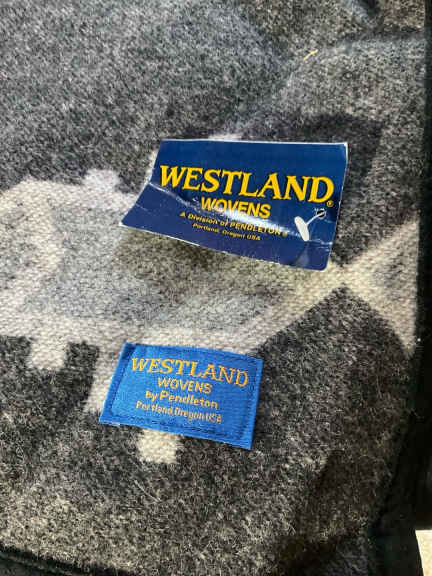 WESTLAND®
WOVENS
A Division of PENDLETON®
Portland, Oregon USA
WESTLAND
WOVENS
by Pendleton
Portland Oregon USA